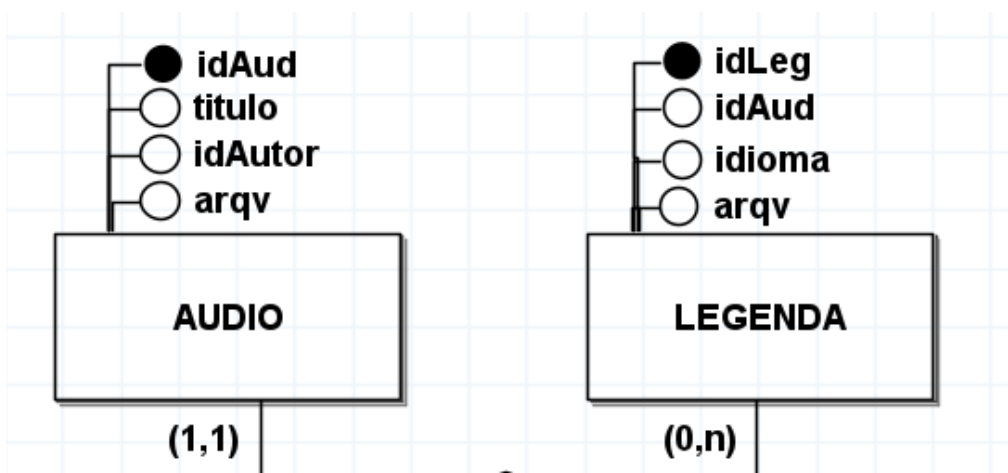 idAud
titulo
idAutor
arqv
AUDIO
(1,1)
idLeg
idAud
idioma
arqv
LEGENDA
(0,n)